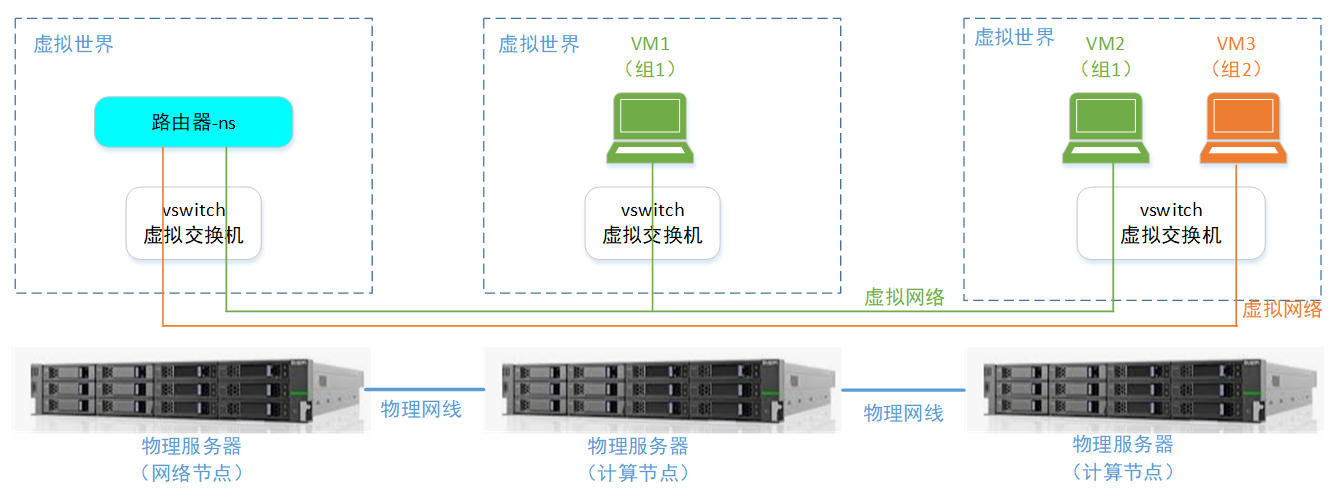 虚拟世界
路由器-ns
vswitch
虚拟交换机
虚拟世界
VM1
（组1）
vswitch
虚拟交换机
虚拟世界
VM2
（组1）
VM3
（组2）
vswitch
虚拟交换机
虚拟网络
虚拟网络
物理网线
物理网线
物理服务器
（网络节点）
物理服务器
（计算节点）
物理服务器
（计算节点）